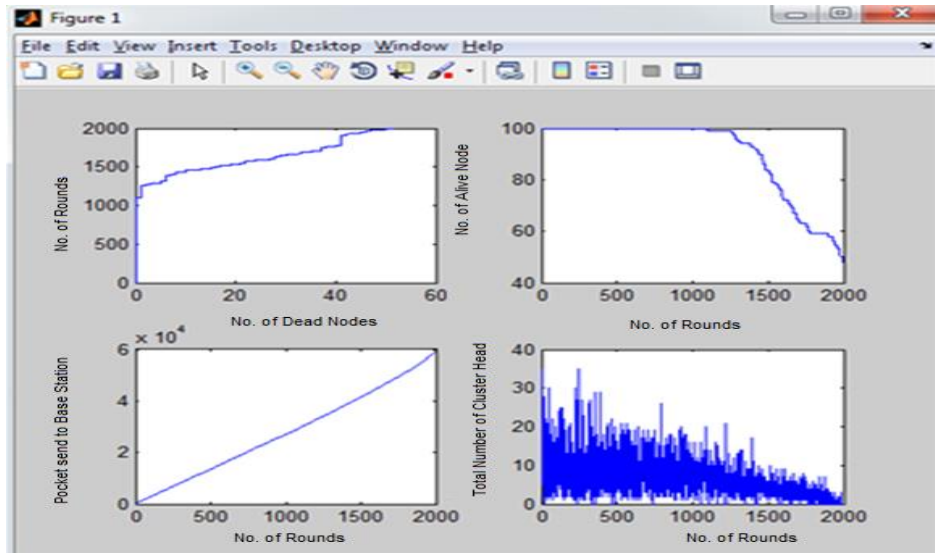 Figure 1
File Edit View Insert Tools Desktop Window Help
No. of Rounds
2000
1500
1000
500
0
0 20 40 60
No. of Dead Nodes
No. of Alive Node
100
80
60
40
0 500 1000 1500 2000
No. of Rounds
Pocket send to Base Station
× 10^4
6
4
2
0
0 500 1000 1500 2000
No. of Rounds
Total Number of Cluster Head
40
30
20
10
0
0 500 1000 1500 2000
No. of Rounds